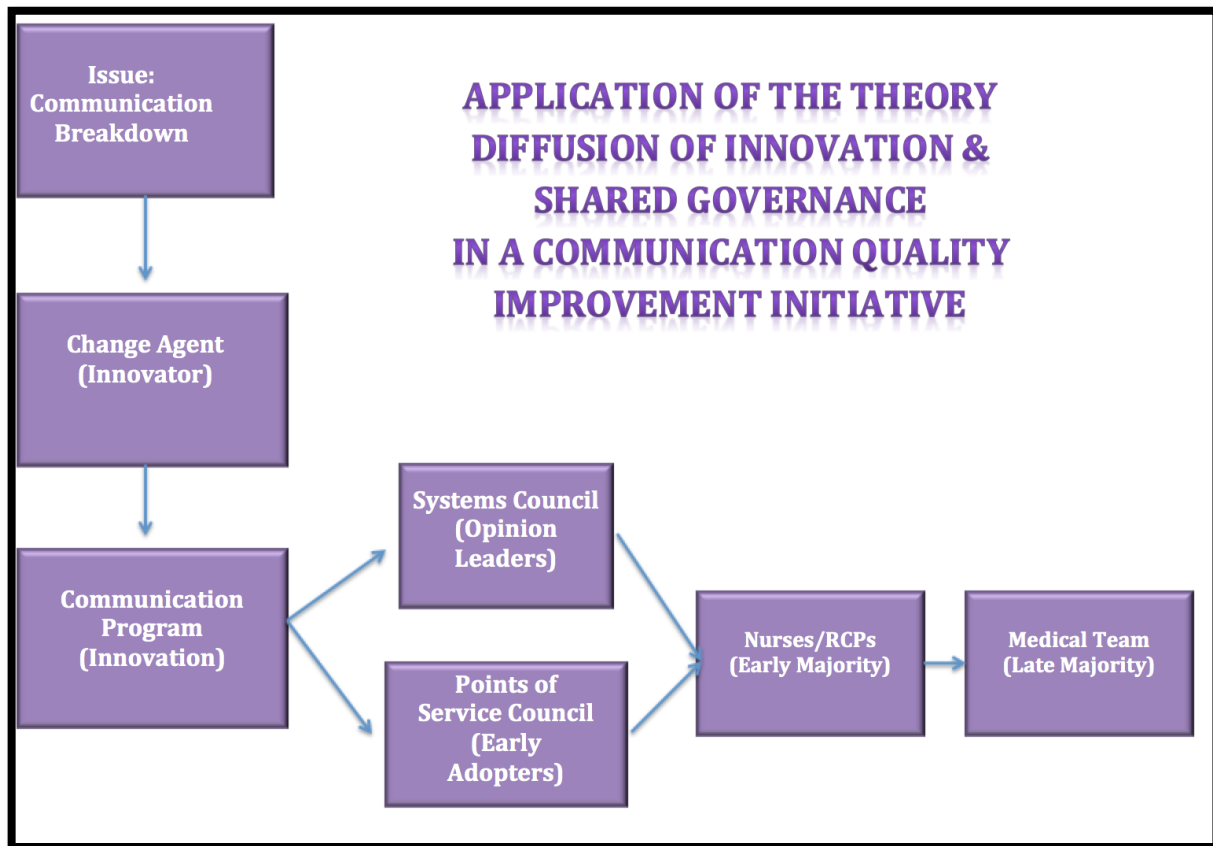 Issue:
Communication
Breakdown
APPLICATION OF THE THEORY
DIFFUSION OF INNOVATION &
SHARED GOVERNANCE
IN A COMMUNICATION QUALITY
IMPROVEMENT INITIATIVE
Change Agent
(Innovator)
Communication
Program
(Innovation)
Systems Council
(Opinion
Leaders)
Points of
Service Council
(Early
Adopters)
Nurses/RCPs
(Early Majority)
Medical Team
(Late Majority)